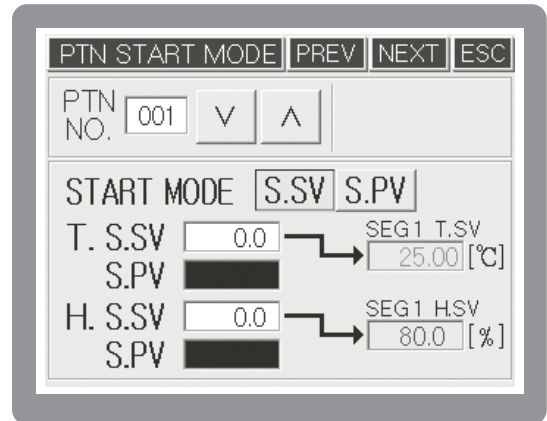 PTN START MODE PREV NEXT ESC
PTN
NO. 001 ∨ ∧
START MODE S.SV S.PV
T. S.SV 0.0 SEG1 T.SV
S.PV 25.00 [℃]
H. S.SV 0.0 SEG1 H.SV
S.PV 80.0 [%]